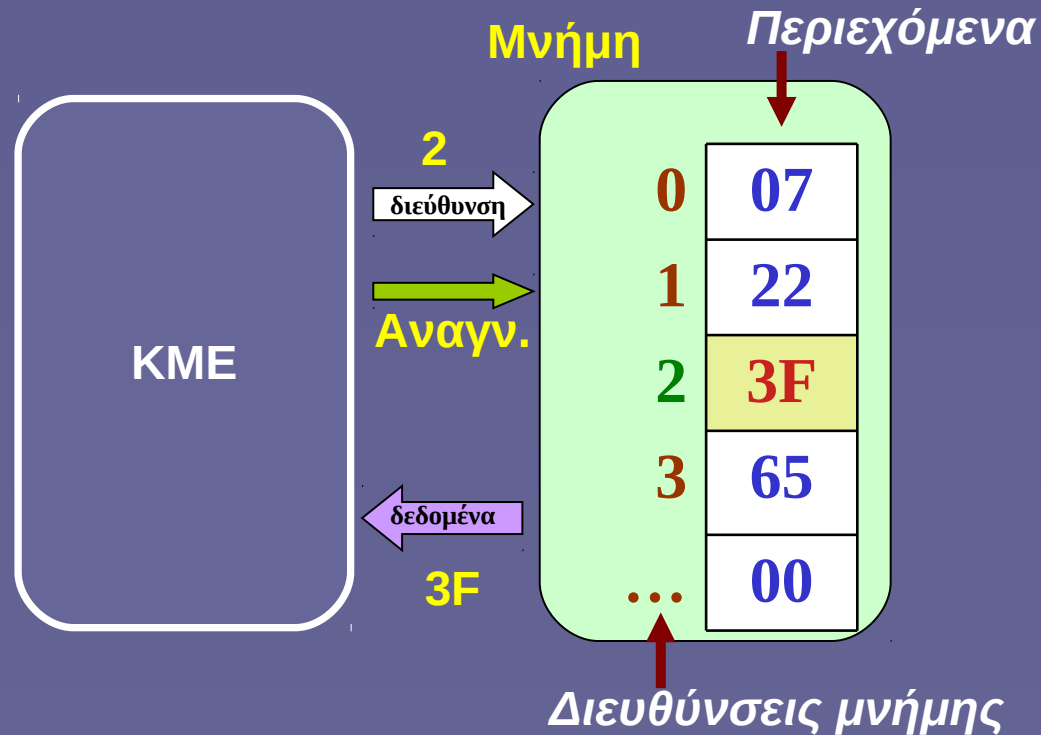 Μνήμη
Περιεχόμενα
2
διεύθυνση
Αναγν.
ΚΜΕ
δεδομένα
3F
0 07
1 22
2 3F
3 65
... 00
Διευθύνσεις μνήμης